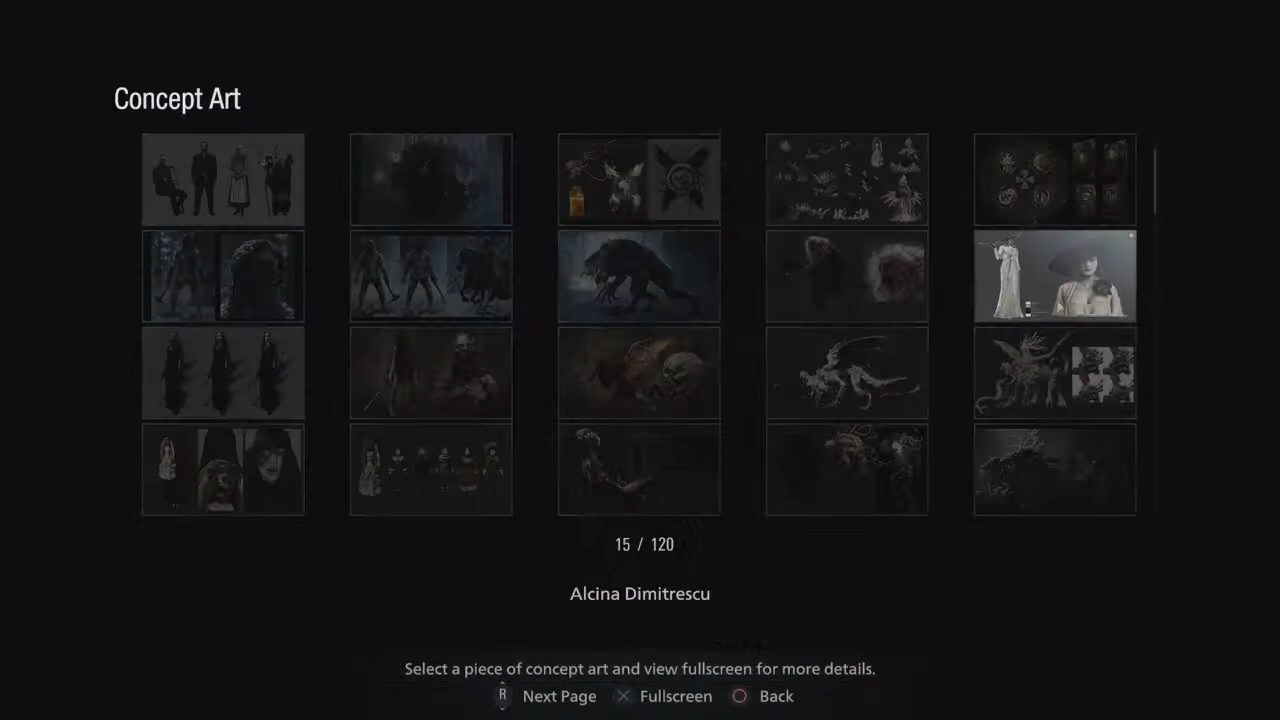 Concept Art
15 / 120
Alcina Dimitrescu
Select a piece of concept art and view fullscreen for more details.
R Next Page Fullscreen Back